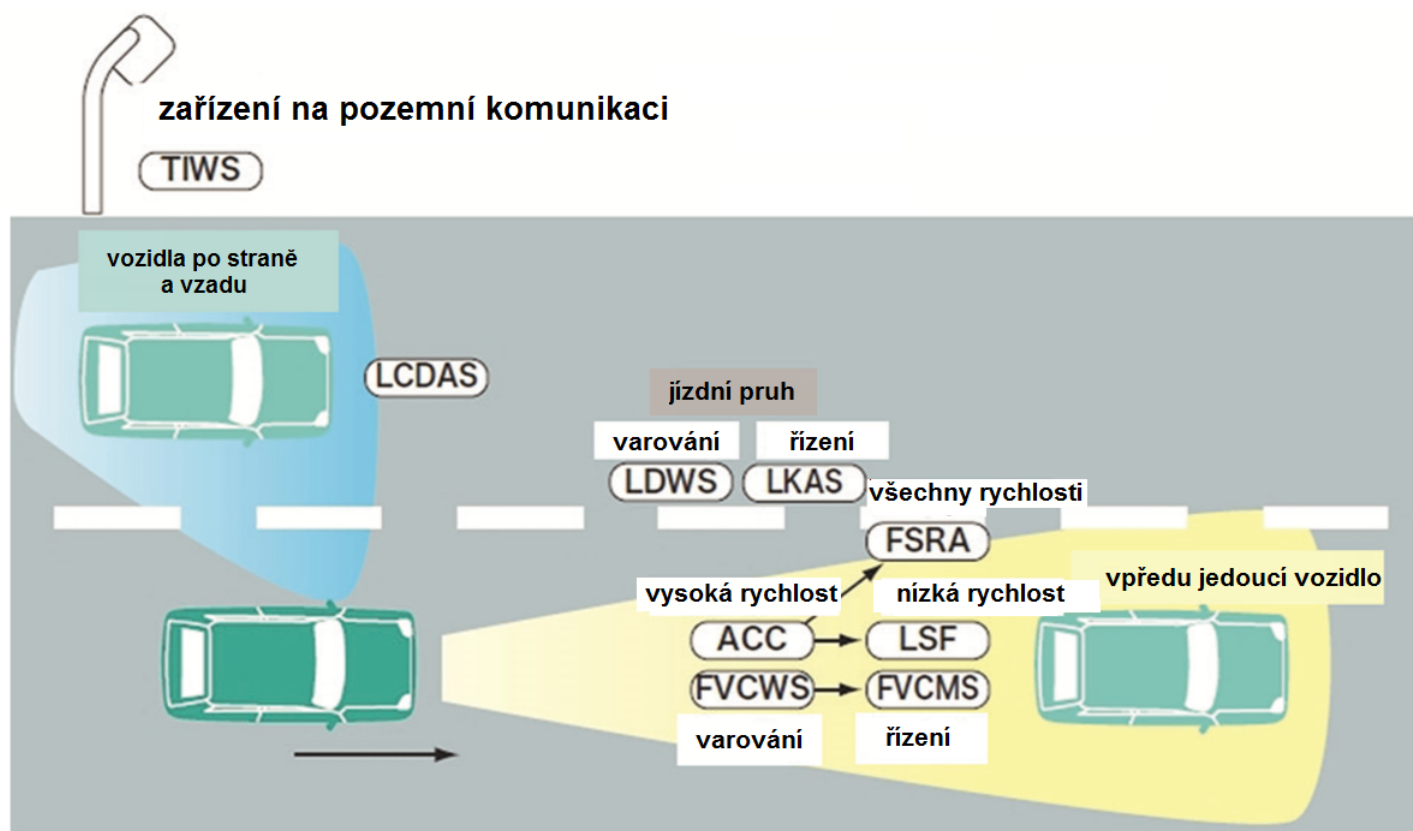 zařízení na pozemní komunikaci
TIWS
vozidla po straně
a vzadu
LCDAS
jízdní pruh
varování
řízení
LDWS
LKAS
všechny rychlosti
FSRA
vpředu jedoucí vozidlo
vysoká rychlost
nízká rychlost
ACC
LSF
FVCWS
FVCMS
varování
řízení